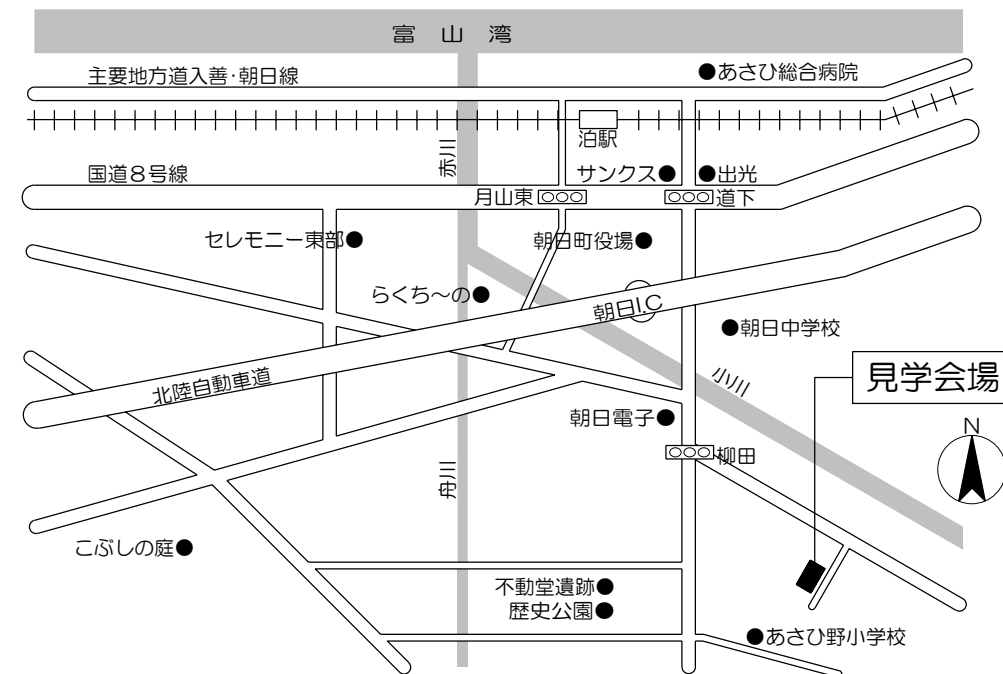 富山湾
主要地方道入善・朝日線
●あさひ総合病院
泊駅
赤川
国道8号線
サンクス●
●出光
月山東
道下
セレモニー東部●
朝日町役場●
らくち～の●
朝日I.C
●朝日中学校
北陸自動車道
小川
見学会場
朝日電子●
N
柳田
舟川
こぶしの庭●
不動堂遺跡●
歴史公園●
●あさひ野小学校